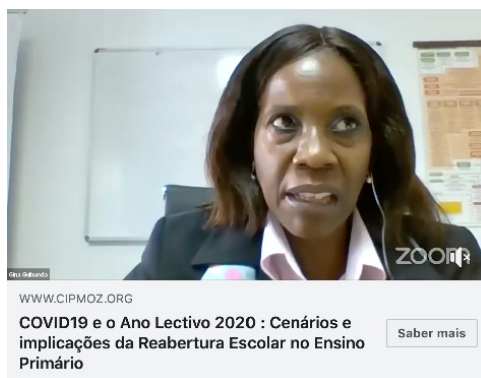 zoom
Gina Guibunda
WWW.CIPMOZ.ORG
COVID19 e o Ano Lectivo 2020 : Cenários e
implicações da Reabertura Escolar no Ensino
Primário
Saber mais